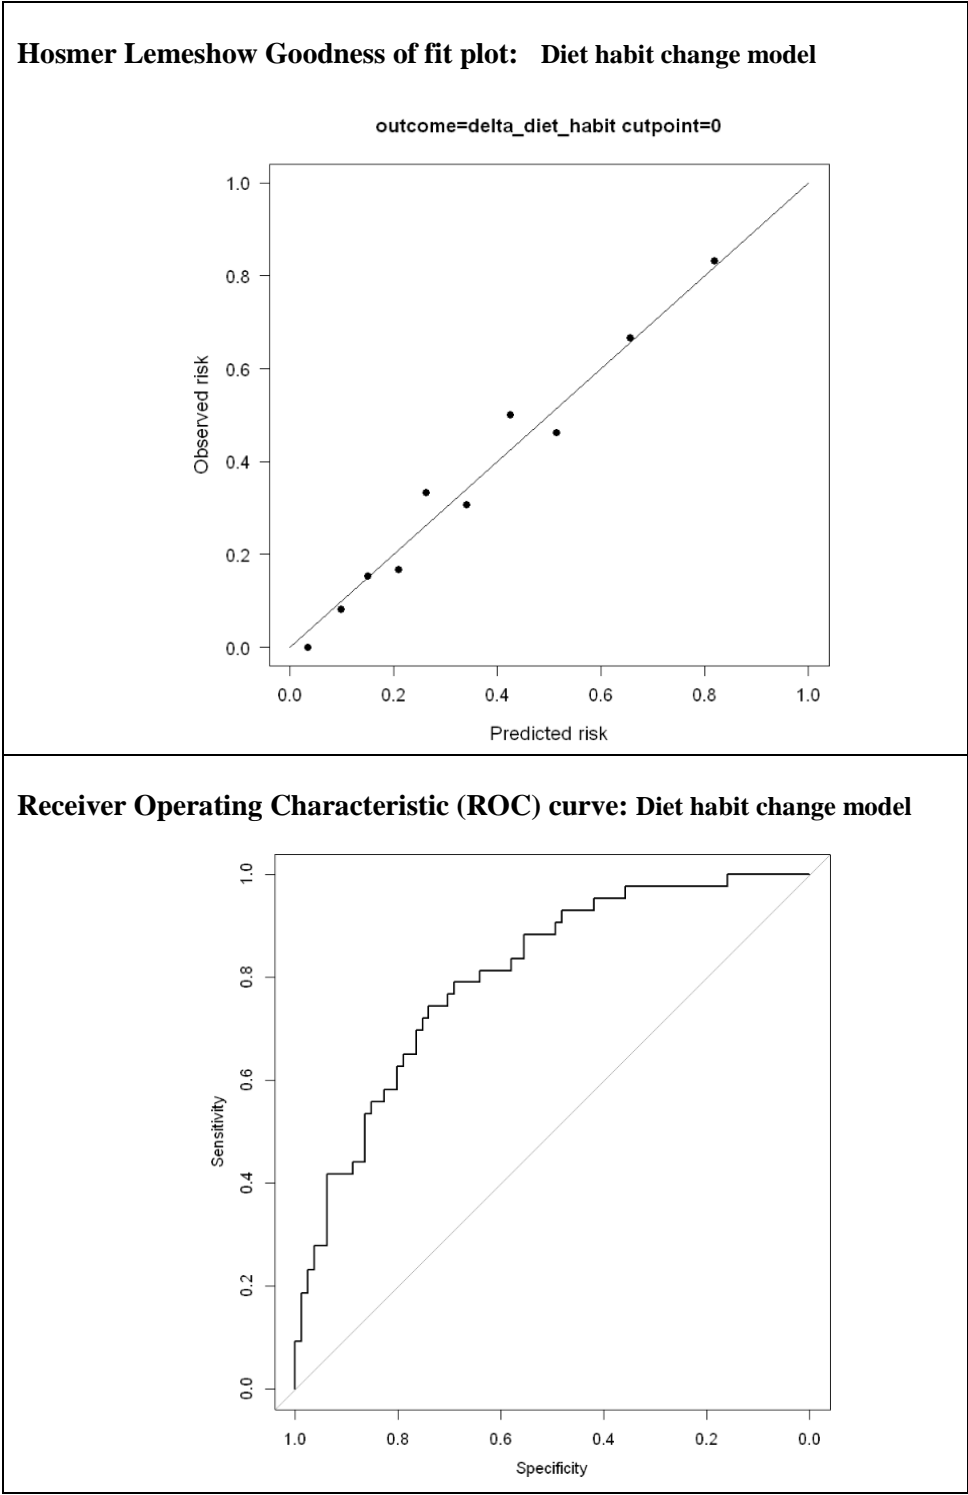 Hosmer Lemeshow Goodness of fit plot: Diet habit change model
outcome=delta_diet_habit cutpoint=0
1.0
0.8
0.6
0.4
0.2
0.0
Observed risk
0.0 0.2 0.4 0.6 0.8 1.0
Predicted risk
Receiver Operating Characteristic (ROC) curve: Diet habit change model
1.0
0.8
0.6
0.4
0.2
0.0
Sensitivity
1.0 0.8 0.6 0.4 0.2 0.0
Specificity